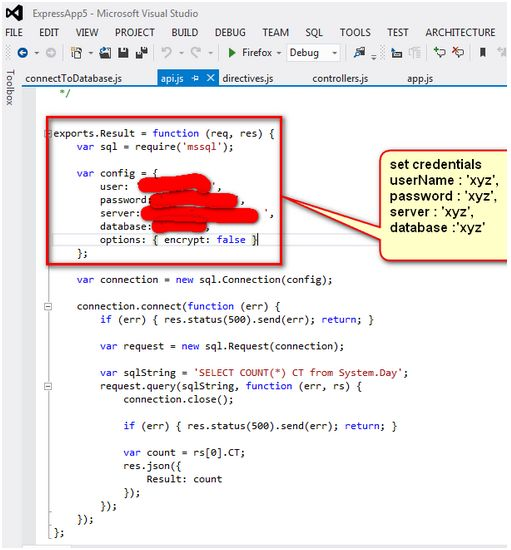 ExpressApp5 - Microsoft Visual Studio
FILE EDIT VIEW PROJECT BUILD DEBUG TEAM SQL TOOLS TEST ARCHITECTURE
Firefox Debug
Toolbox
connectToDatabase.js api.js directives.js controllers.js app.js
*/
exports.Result = function (req, res) {
var sql = require('mssql');
var config = {
user: ' ',
password: ,
server: ',
database: ,
options: { encrypt: false }
};
set credentials
userName : 'xyz',
password : 'xyz',
server : 'xyz',
database :'xyz'
var connection = new sql.Connection(config);
connection.connect(function (err) {
if (err) { res.status(500).send(err); return; }
var request = new sql.Request(connection);
var sqlString = 'SELECT COUNT(*) CT from System.Day';
request.query(sqlString, function (err, rs) {
connection.close();
if (err) { res.status(500).send(err); return; }
var count = rs[0].CT;
res.json({
Result: count
});
});
});
};